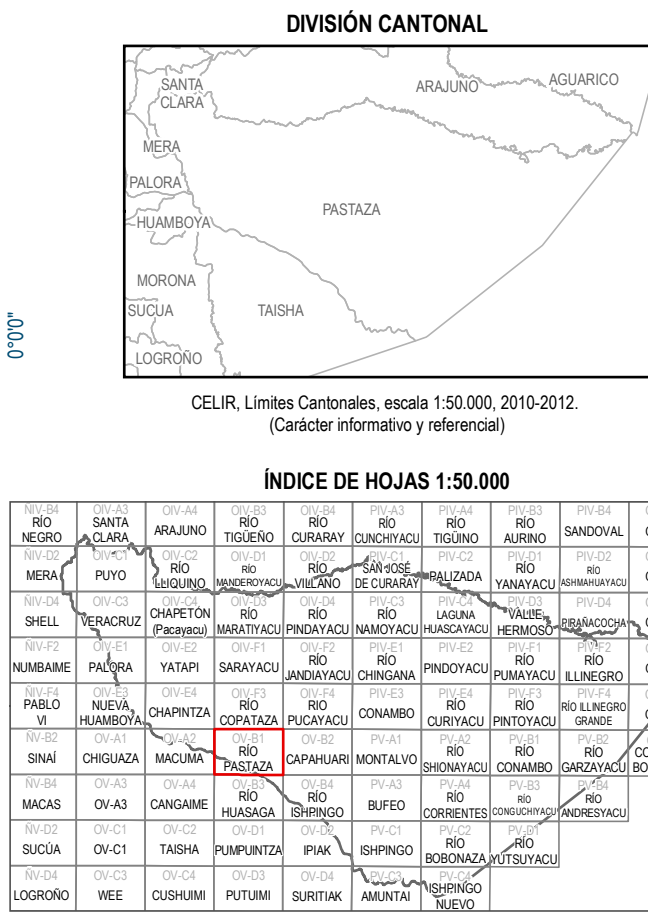 DIVISIÓN CANTONAL
SANTA
CLARA
ARAJUNO
AGUARICO
MERA
PALORA
PASTAZA
HUAMBOYA
MORONA
SUCUA
TAISHA
LOGROÑO
0°0'0"
CELIR, Límites Cantonales, escala 1:50.000, 2010-2012.
(Carácter informativo y referencial)
ÍNDICE DE HOJAS 1:50.000
ÑIV-B4 OIV-A3 OIV-A4 OIV-B3 OIV-B4 PIV-A3 PIV-A4 PIV-B3 PIV-B4
RÍO SANTA RÍO RÍO RÍO RÍO RÍO
NEGRO CLARA ARAJUNO TIGÜEÑO CURARAY CUNCHIYACU TIGÜINO AURINO SANDOVAL
ÑIV-D2 OIV-C1 OIV-C2 OIV-D1 OIV-D2 PIV-C1 PIV-C2 PIV-D1 PIV-D2
MERA PUYO RÍO RÍO RÍO SAN JOSÉ PALIZADA RÍO RÍO
LLIQUINO MANDEROYACU VILLANO DE CURARAY YANAYACU ASHMAHUAYACU
ÑIV-D4 OIV-C3 OIV-C4 OIV-D3 OIV-D4 PIV-C3 PIV-C4 PIV-D3 PIV-D4
SHELL VERACRUZ CHAPETÓN RÍO RÍO RÍO LAGUNA VALLE PIRAÑACOCHA
(Pacayacu) MARATIYACU PINDAYACU NAMOYACU HUASCAYACU HERMOSO
ÑIV-F2 OIV-E1 OIV-E2 OIV-F1 OIV-F2 PIV-E1 PIV-E2 PIV-F1 PIV-F2
NUMBAIME PALORA YATAPI SARAYACU RÍO RÍO PINDOYACU RÍO RÍO
JANDIAYACU CHINGANA PUMAYACU ILLINEGRO
ÑIV-F4 OIV-E3 OIV-E4 OIV-F3 OIV-F4 PIV-E3 PIV-E4 PIV-F3 PIV-F4
PABLO NUEVA CHAPINTZA RÍO RÍO CONAMBO RÍO RÍO RÍO ILLINEGRO
VI HUAMBOYA COPATAZA PUCAYACU CURIYACU PINTOYACU GRANDE
ÑV-B2 OV-A1 OV-A2 OV-B1 OV-B2 PV-A1 PV-A2 PV-B1 PV-B2
SINAÍ CHIGUAZA MACUMA RÍO CAPAHUARI MONTALVO RÍO RÍO RÍO
PASTAZA SHIONAYACU CONAMBO GARZAYACU
ÑV-B4 OV-A3 OV-A4 OV-B3 OV-B4 PV-A3 PV-A4 PV-B3 PV-B4
MACAS OV-A3 CANGAIME RÍO RÍO BUFEO RÍO RÍO RÍO
HUASAGA ISHPINGO CORRIENTES CONGUCHIYACU ANDRESYACU
ÑV-D2 OV-C1 OV-C2 OV-D1 OV-D2 PV-C1 PV-C2 PV-D1
SUCÚA OV-C1 TAISHA PUMPUINTZA IPIAK ISHPINGO RÍO RÍO
BOBONAZA YUTSUYACU
ÑV-D4 OV-C3 OV-C4 OV-D3 OV-D4 PV-C3 PV-C4
LOGROÑO WEE CUSHUIMI PUTUIMI SURITIAK AMUNTAI ISHPINGO
NUEVO